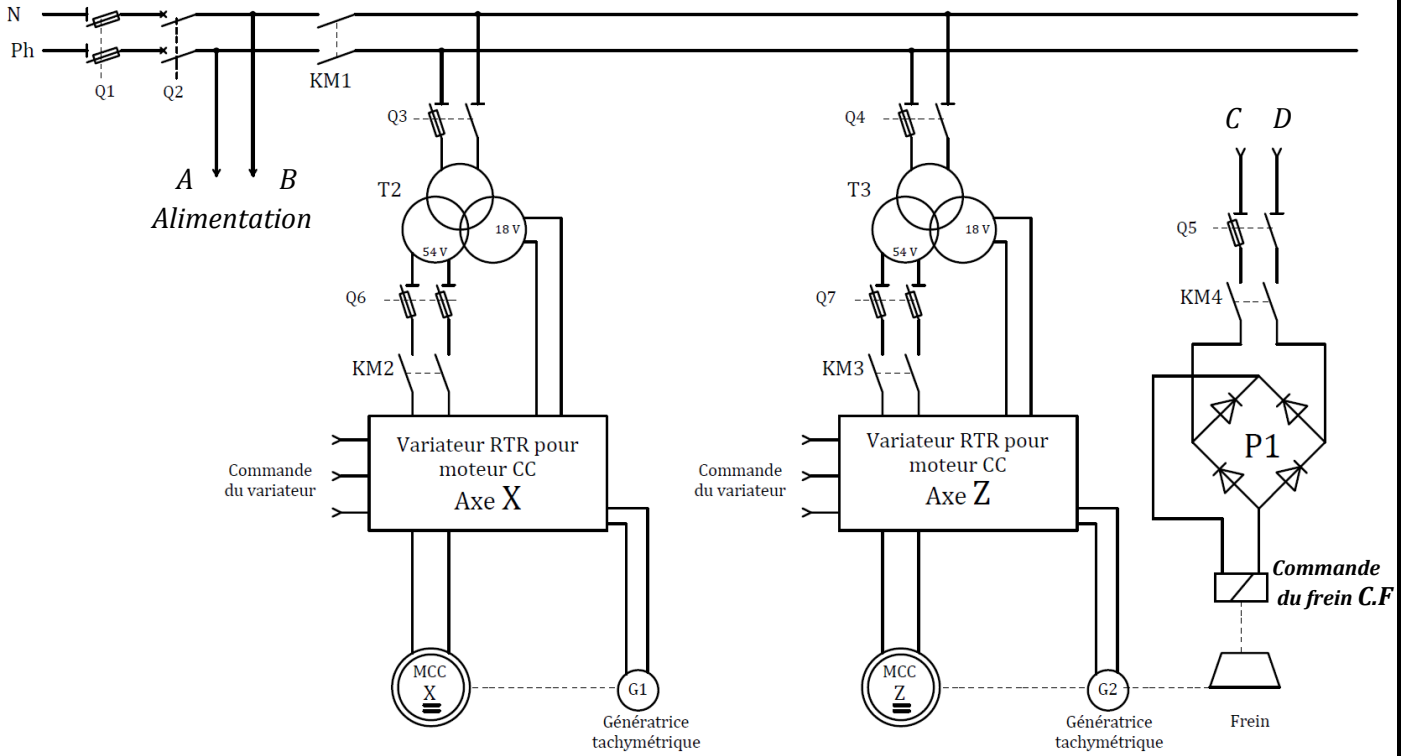 N
Ph
Q1
Q2
KM1
A
B
Alimentation
Q3
T2
18 V
54 V
Q6
KM2
Variateur RTR pour
moteur CC
Axe X
Commande
du variateur
MCC
X
G1
Génératrice
tachymétrique
Q4
T3
18 V
54 V
Q7
KM3
Variateur RTR pour
moteur CC
Axe Z
Commande
du variateur
MCC
Z
G2
Génératrice
tachymétrique
C
D
Q5
KM4
P1
Commande
du frein C.F
Frein